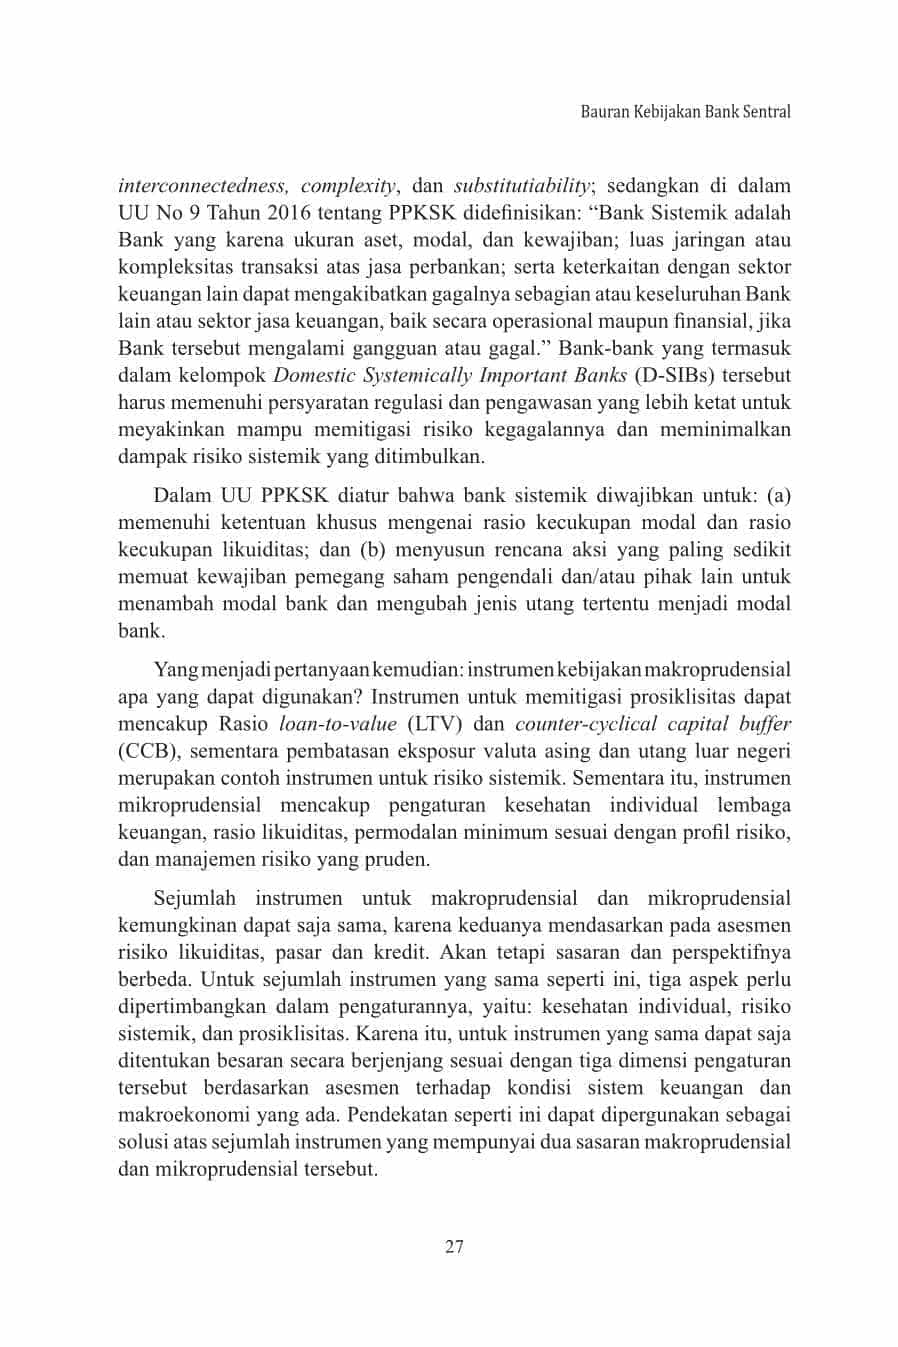 Bauran Kebijakan Bank Sentral
interconnectedness, complexity, dan substitutiability; sedangkan di dalam
UU No 9 Tahun 2016 tentang PPKSK didefinisikan: “Bank Sistemik adalah
Bank yang karena ukuran aset, modal, dan kewajiban; luas jaringan atau
kompleksitas transaksi atas jasa perbankan; serta keterkaitan dengan sektor
keuangan lain dapat mengakibatkan gagalnya sebagian atau keseluruhan Bank
lain atau sektor jasa keuangan, baik secara operasional maupun finansial, jika
Bank tersebut mengalami gangguan atau gagal.” Bank-bank yang termasuk
dalam kelompok Domestic Systemically Important Banks (D-SIBs) tersebut
harus memenuhi persyaratan regulasi dan pengawasan yang lebih ketat untuk
meyakinkan mampu memitigasi risiko kegagalannya dan meminimalkan
dampak risiko sistemik yang ditimbulkan.
Dalam UU PPKSK diatur bahwa bank sistemik diwajibkan untuk: (a)
memenuhi ketentuan khusus mengenai rasio kecukupan modal dan rasio
kecukupan likuiditas; dan (b) menyusun rencana aksi yang paling sedikit
memuat kewajiban pemegang saham pengendali dan/atau pihak lain untuk
menambah modal bank dan mengubah jenis utang tertentu menjadi modal
bank.
Yang menjadi pertanyaan kemudian: instrumen kebijakan makroprudensial
apa yang dapat digunakan? Instrumen untuk memitigasi prosiklisitas dapat
mencakup Rasio loan-to-value (LTV) dan counter-cyclical capital buffer
(CCB), sementara pembatasan eksposur valuta asing dan utang luar negeri
merupakan contoh instrumen untuk risiko sistemik. Sementara itu, instrumen
mikroprudensial mencakup pengaturan kesehatan individual lembaga
keuangan, rasio likuiditas, permodalan minimum sesuai dengan profil risiko,
dan manajemen risiko yang pruden.
Sejumlah instrumen untuk makroprudensial dan mikroprudensial
kemungkinan dapat saja sama, karena keduanya mendasarkan pada asesmen
risiko likuiditas, pasar dan kredit. Akan tetapi sasaran dan perspektifnya
berbeda. Untuk sejumlah instrumen yang sama seperti ini, tiga aspek perlu
dipertimbangkan dalam pengaturannya, yaitu: kesehatan individual, risiko
sistemik, dan prosiklisitas. Karena itu, untuk instrumen yang sama dapat saja
ditentukan besaran secara berjenjang sesuai dengan tiga dimensi pengaturan
tersebut berdasarkan asesmen terhadap kondisi sistem keuangan dan
makroekonomi yang ada. Pendekatan seperti ini dapat dipergunakan sebagai
solusi atas sejumlah instrumen yang mempunyai dua sasaran makroprudensial
dan mikroprudensial tersebut.
27